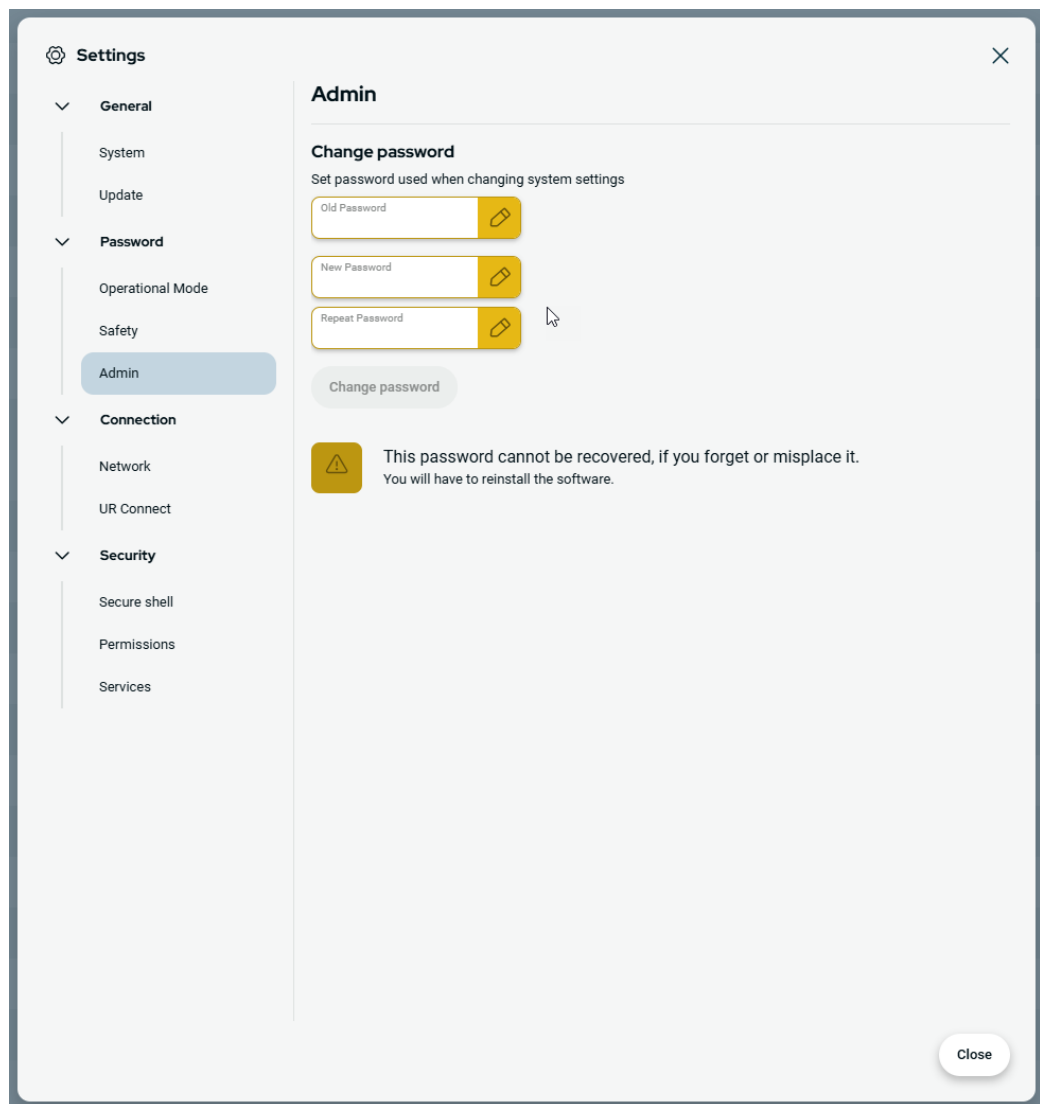 Settings
General
System
Update
Password
Operational Mode
Safety
Admin
Connection
Network
UR Connect
Security
Secure shell
Permissions
Services
Admin
Change password
Set password used when changing system settings
Old Password
New Password
Repeat Password
Change password
This password cannot be recovered, if you forget or misplace it.
You will have to reinstall the software.
Close